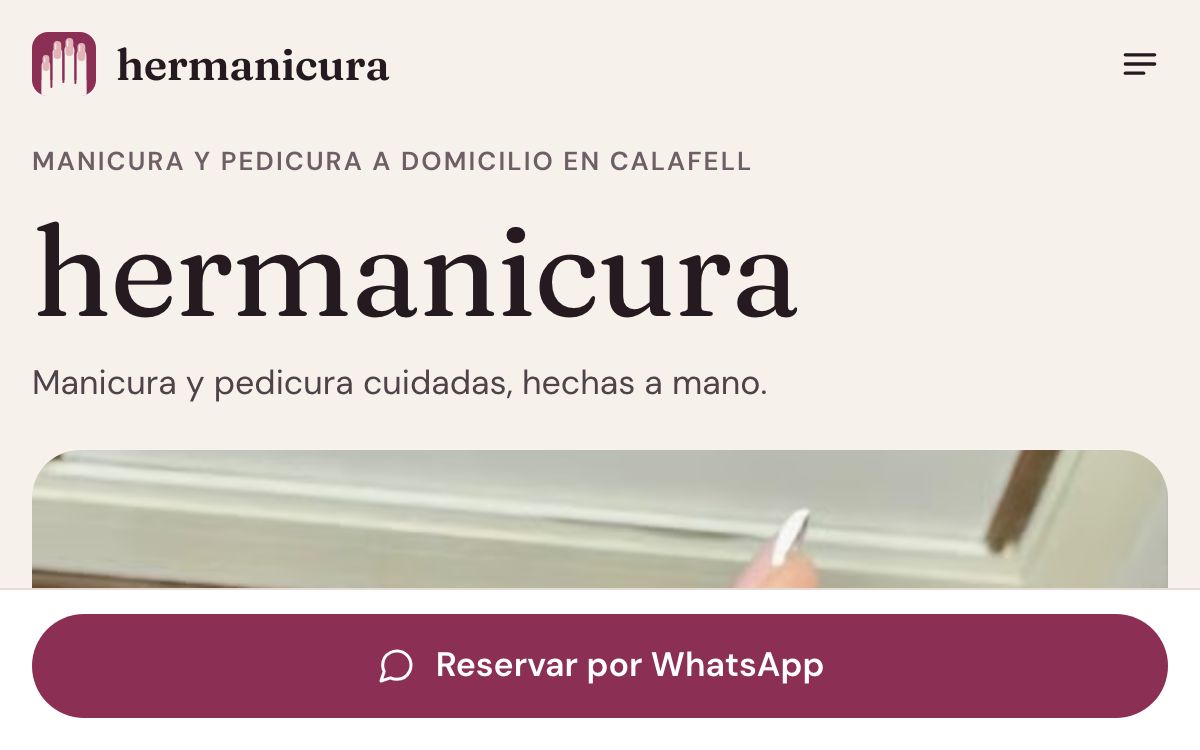 hermanicura
MANICURA Y PEDICURA A DOMICILIO EN CALAFELL
hermanicura
Manicura y pedicura cuidadas, hechas a mano.
Reservar por WhatsApp